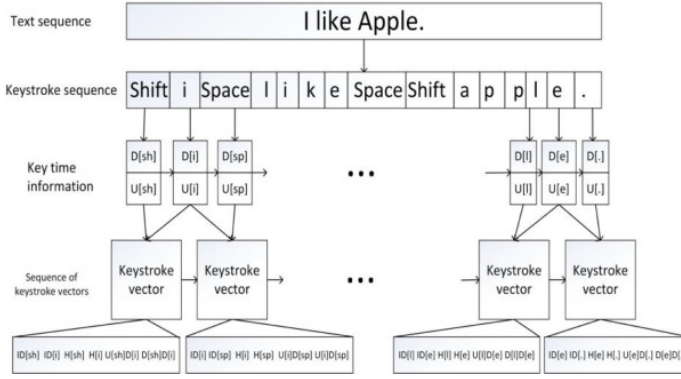 Text sequence
I like Apple.
Keystroke sequence
Shift i Space l i k e Space Shift a p p l e .
Key time
information
D[sh] D[i] D[sp] ... D[l] D[e] D[.]
U[sh] U[i] U[sp] U[l] U[e] U[.]
Sequence of
keystroke vectors
Keystroke
vector
Keystroke
vector
...
Keystroke
vector
Keystroke
vector
ID[sh] ID[i] H[sh] H[i] U[sh]D[i] D[sh]D[i]
ID[i] ID[sp] H[i] H[sp] U[i]D[sp] U[i]D[sp]
ID[l] ID[e] H[l] H[e] U[l]D[e] D[l]D[e]
ID[e] ID[.] H[e] H[.] U[e]D[.] D[e]D[.]